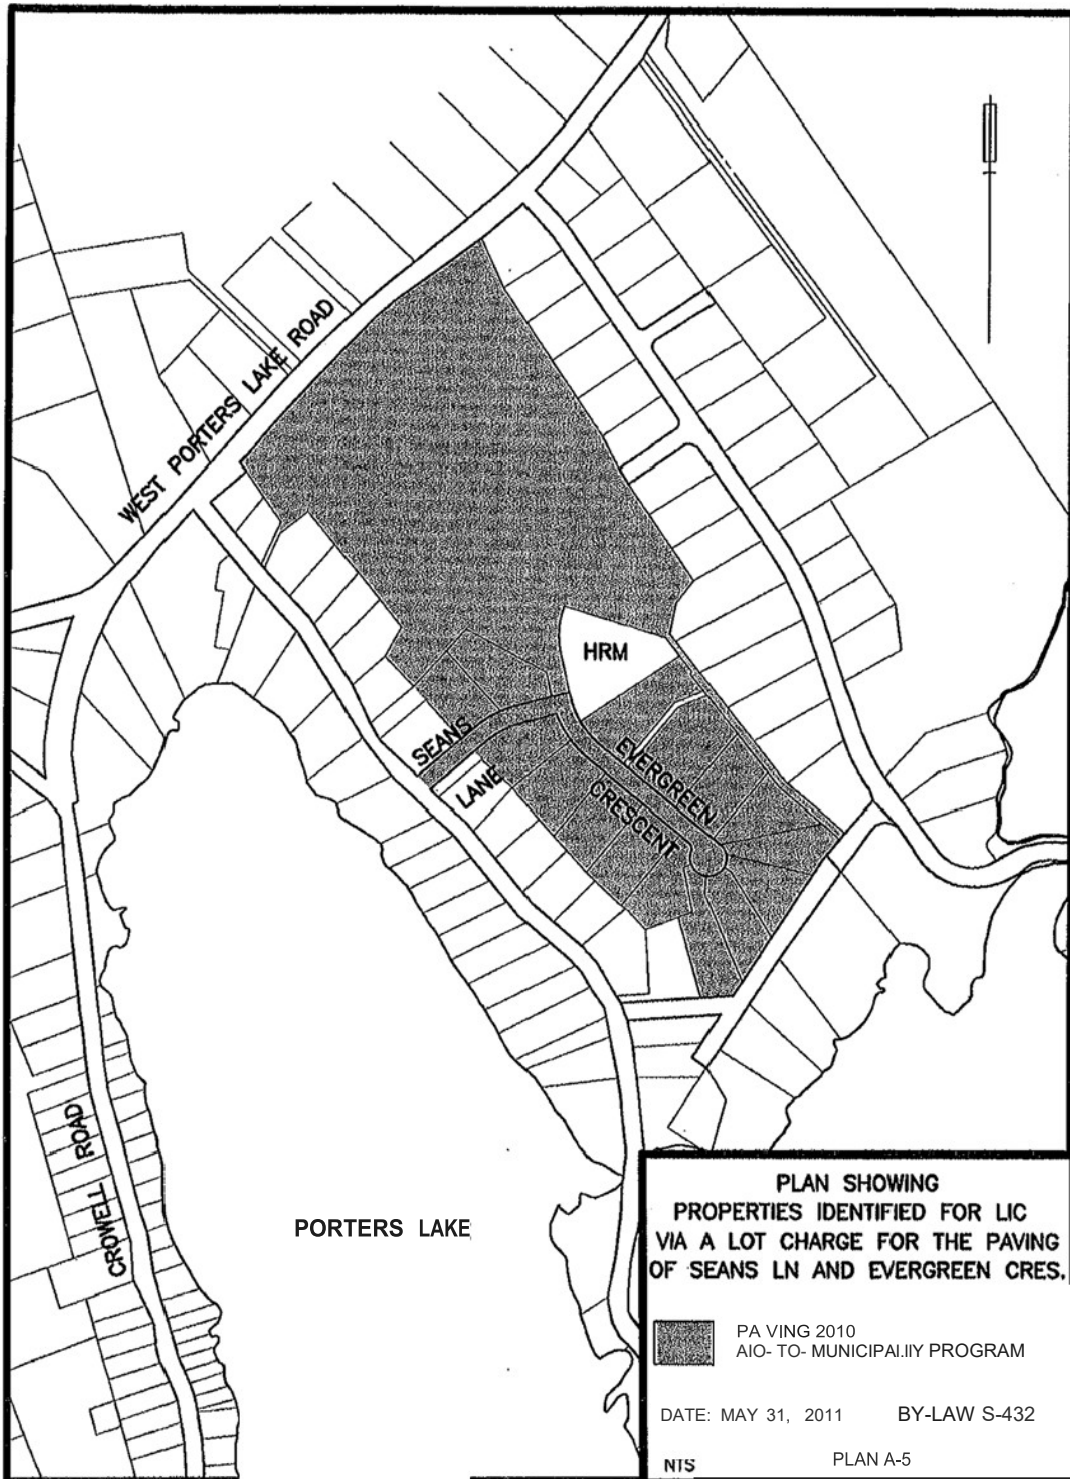 WEST PORTERS LAKE ROAD
HRM
SEANS
LANE
EVERGREEN
CRESCENT
CROWELL ROAD
PORTERS LAKE
PLAN SHOWING
PROPERTIES IDENTIFIED FOR LIC
VIA A LOT CHARGE FOR THE PAVING
OF SEANS LN AND EVERGREEN CRES.
PA VING 2010
AIO- TO- MUNICIPAI.IIY PROGRAM
DATE: MAY 31, 2011 BY-LAW S-432
NTS PLAN A-5